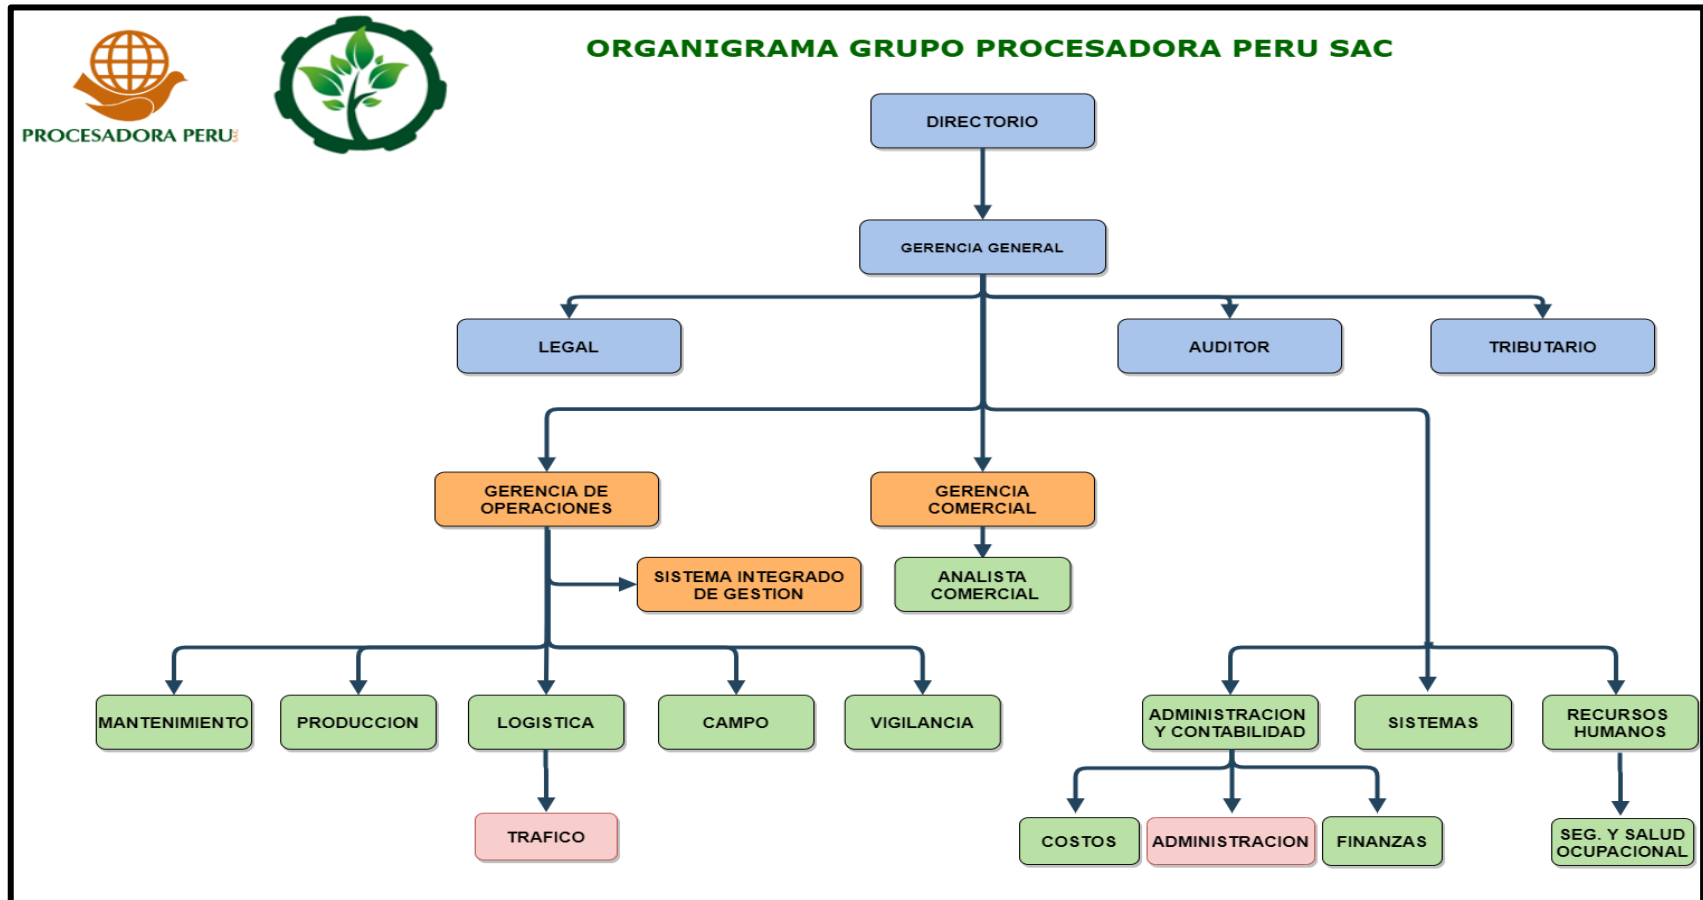 ORGANIGRAMA GRUPO PROCESADORA PERU SAC
PROCESADORA PERU S.A.C.
DIRECTORIO
GERENCIA GENERAL
LEGAL
AUDITOR
TRIBUTARIO
GERENCIA DE
OPERACIONES
GERENCIA
COMERCIAL
SISTEMA INTEGRADO
DE GESTION
ANALISTA
COMERCIAL
MANTENIMIENTO
PRODUCCION
LOGISTICA
CAMPO
VIGILANCIA
ADMINISTRACION
Y CONTABILIDAD
SISTEMAS
RECURSOS
HUMANOS
TRAFICO
COSTOS
ADMINISTRACION
FINANZAS
SEG. Y SALUD
OCUPACIONAL